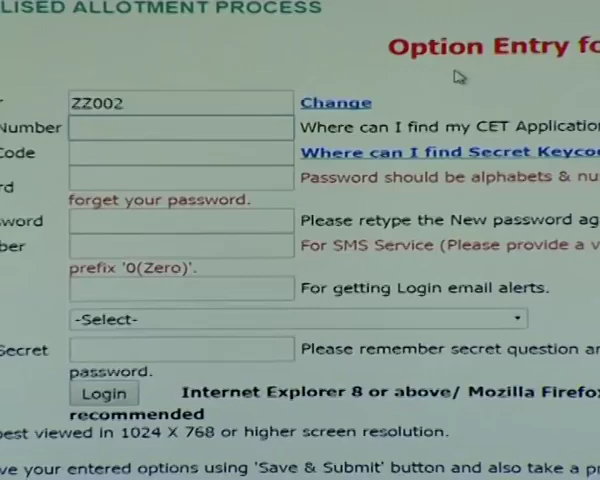 LISED ALLOTMENT PROCESS
Option Entry fo
r ZZ002 Change
Number Where can I find my CET Applicatio
Code Where can I find Secret Keyco
rd Password should be alphabets & nu
forget your password.
sword Please retype the New password ag
ber For SMS Service (Please provide a v
prefix '0(Zero)'.
For getting Login email alerts.
-Select-
Secret Please remember secret question a
password.
Login Internet Explorer 8 or above/ Mozilla Firefo
recommended
best viewed in 1024 X 768 or higher screen resolution.
ve your entered options using 'Save & Submit' button and also take a pr